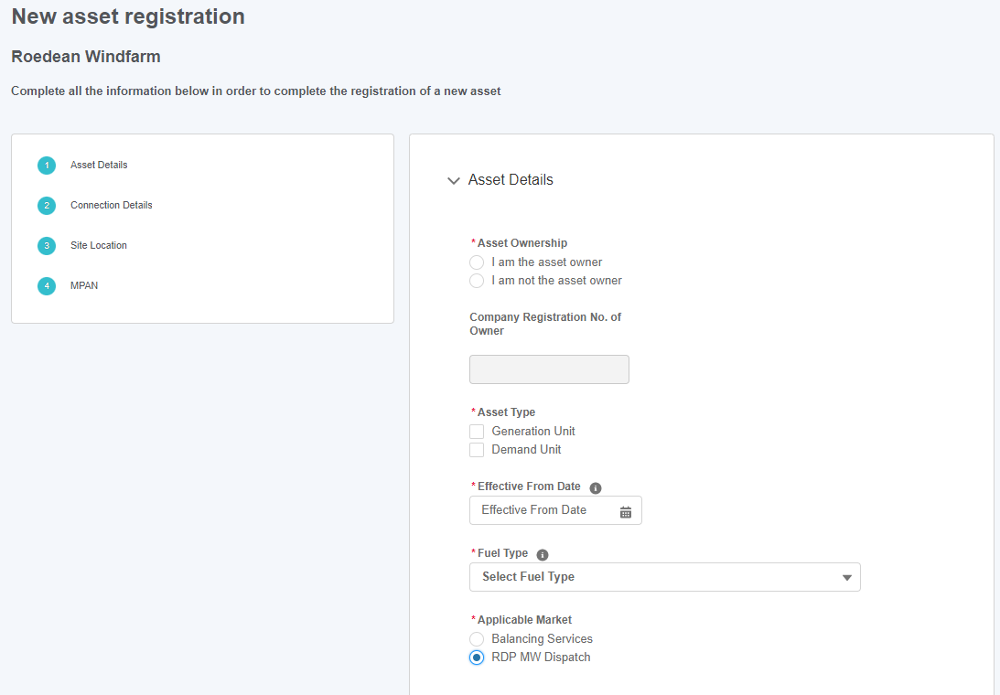 New asset registration
Roedean Windfarm
Complete all the information below in order to complete the registration of a new asset
1 Asset Details
2 Connection Details
3 Site Location
4 MPAN
Asset Details
*Asset Ownership
I am the asset owner
I am not the asset owner
Company Registration No. of
Owner
*Asset Type
Generation Unit
Demand Unit
*Effective From Date i
Effective From Date
*Fuel Type i
Select Fuel Type
*Applicable Market
Balancing Services
RDP MW Dispatch